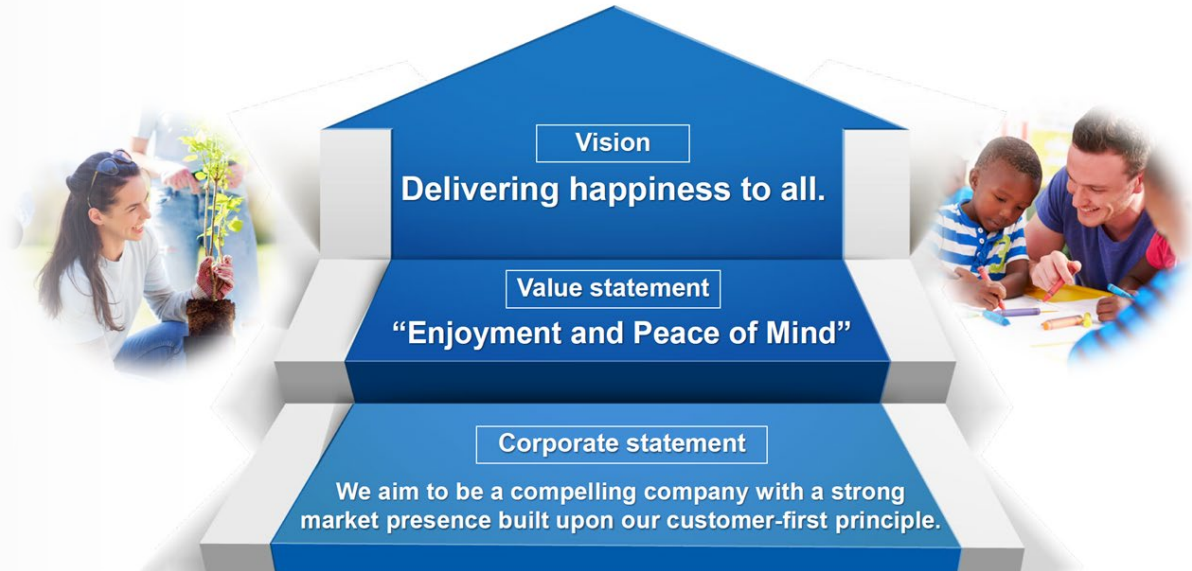 Vision
Delivering happiness to all.
Value statement
“Enjoyment and Peace of Mind”
Corporate statement
We aim to be a compelling company with a strong
market presence built upon our customer-first principle.